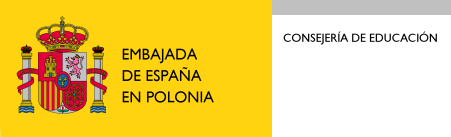 EMBAJADA
DE ESPAÑA
EN POLONIA
CONSEJERÍA DE EDUCACIÓN